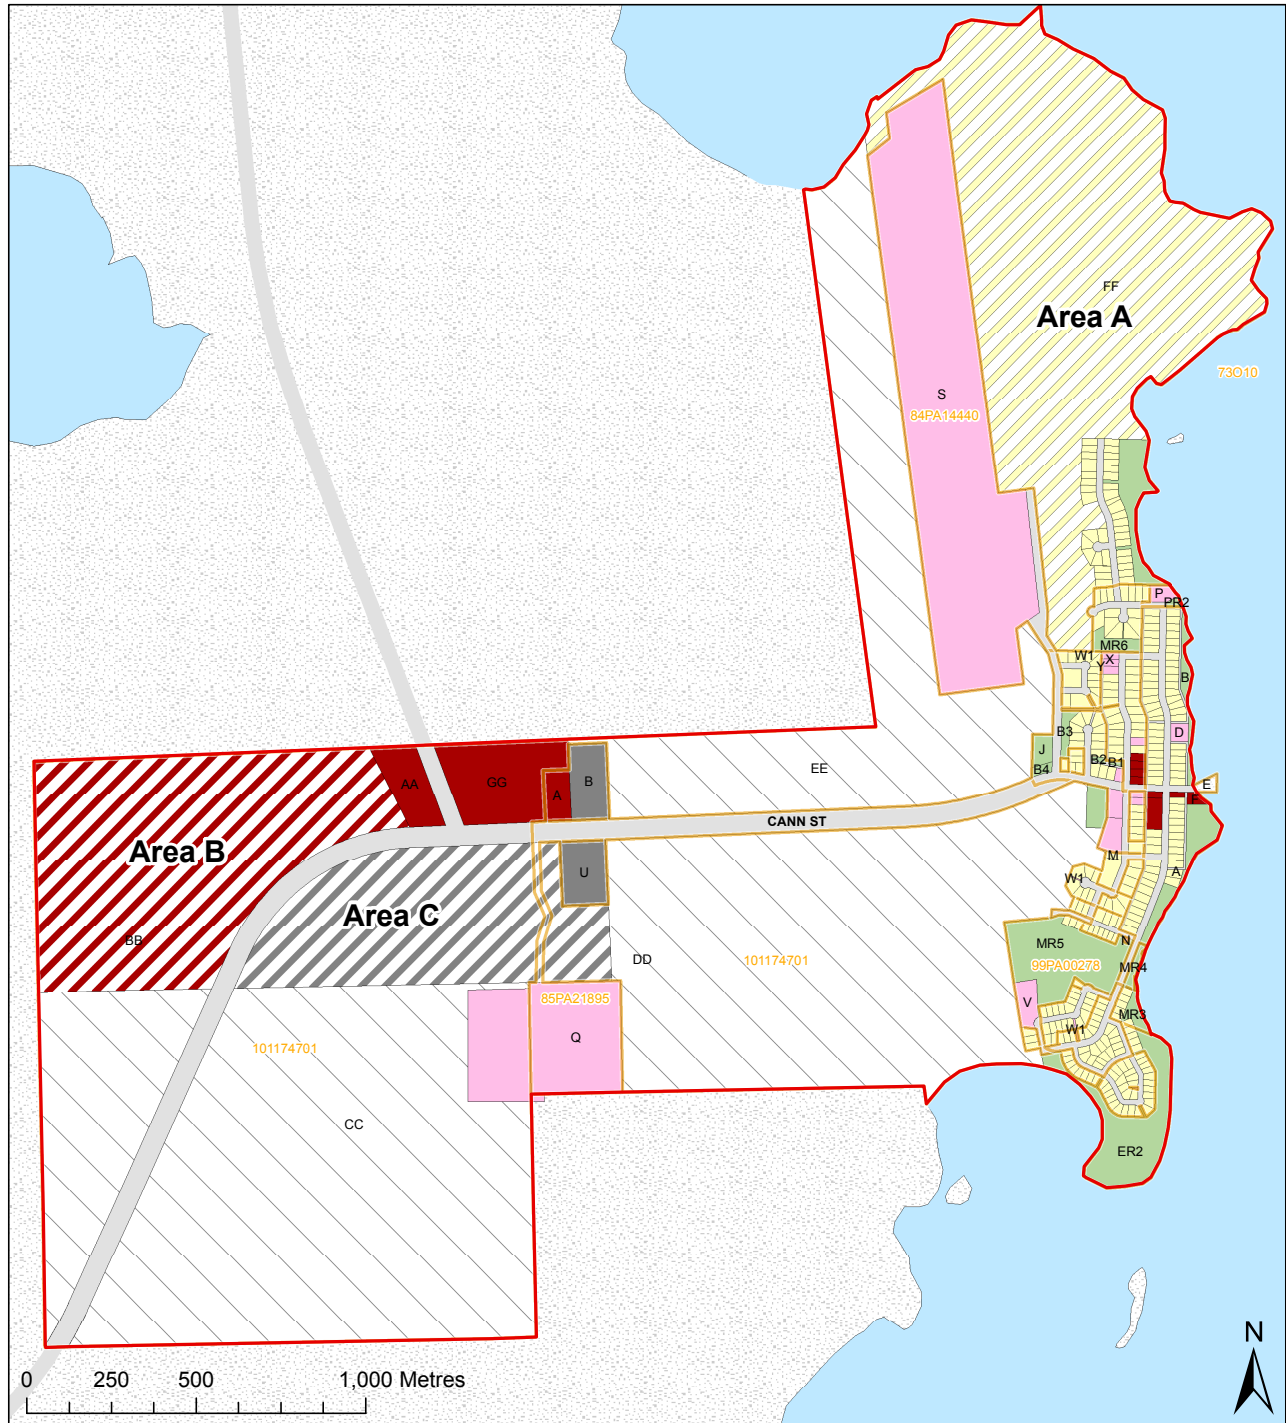 FF
Area A
73O10
S
84PA14440
P
PR2
MR6
W1
X
Y
B
B3
D
J
B4
B2
B1
EE
E
F
AA
GG
A
B
CANN ST
Area B
U
M
A
W1
Area C
BB
DD
101174701
MR5
N
99PA00278
MR4
V
MR3
W1
85PA21895
Q
101174701
CC
ER2
N
0 250 500 1,000 Metres